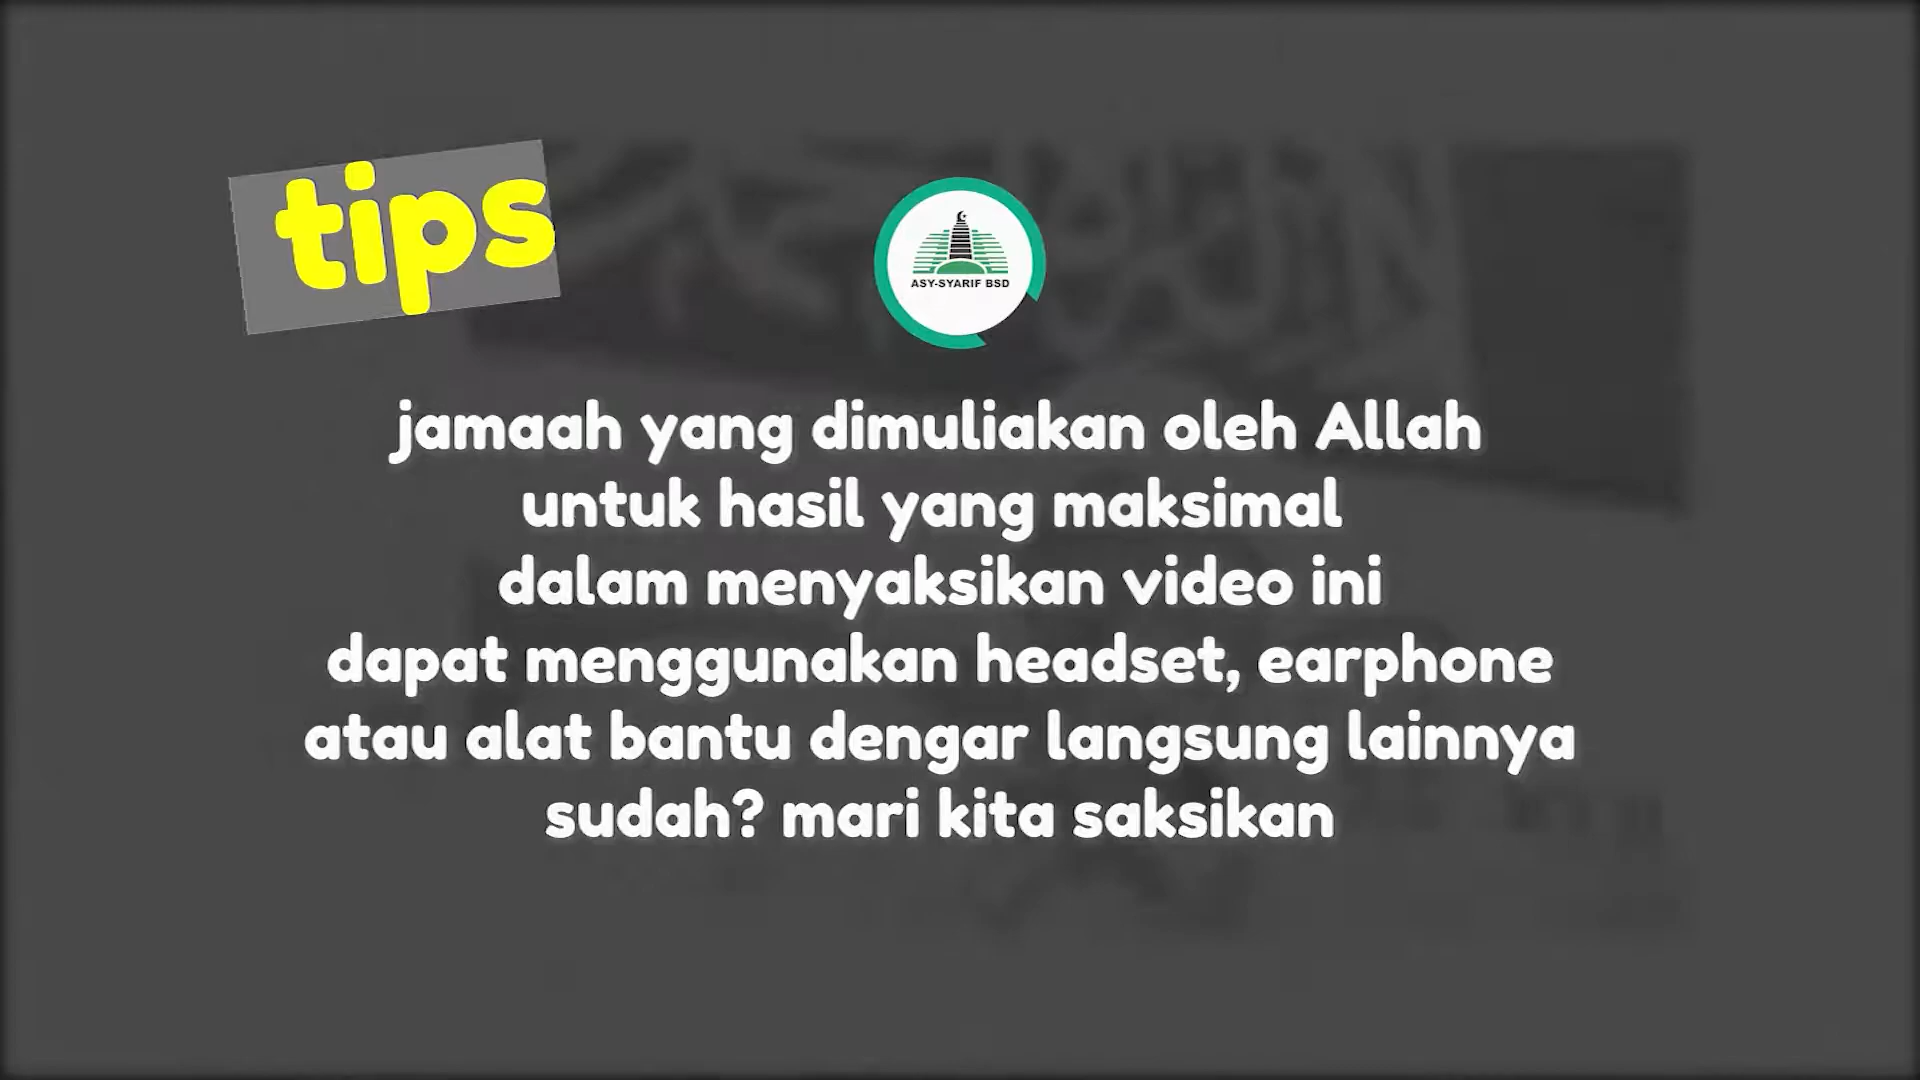 tips
ASY-SYARIF BSD
jamaah yang dimuliakan oleh Allah
untuk hasil yang maksimal
dalam menyaksikan video ini
dapat menggunakan headset, earphone
atau alat bantu dengar langsung lainnya
sudah? mari kita saksikan